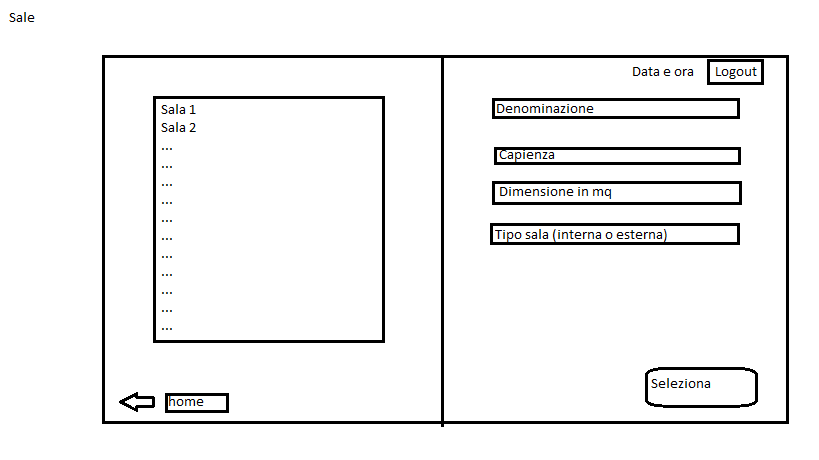 Sale
Data e ora
Logout
Sala 1
Sala 2
...
...
...
...
...
...
...
...
...
...
...
Denominazione
Capienza
Dimensione in mq
Tipo sala (interna o esterna)
Seleziona
home